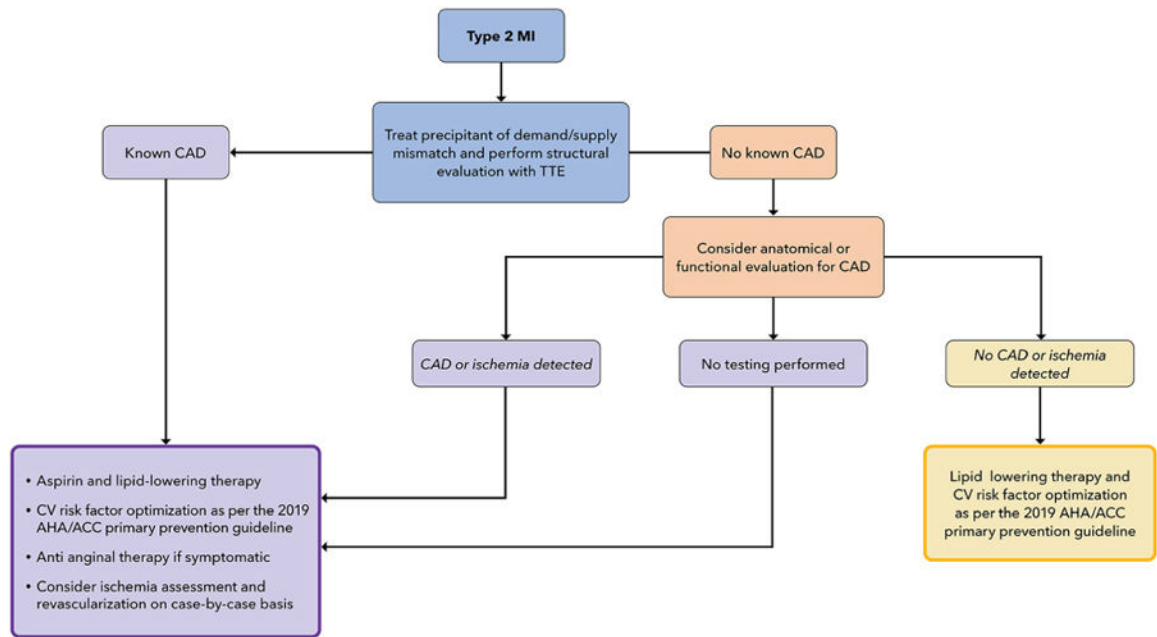 Type 2 MI
Treat precipitant of demand/supply
mismatch and perform structural
evaluation with TTE
Known CAD
No known CAD
Consider anatomical or
functional evaluation for CAD
CAD or ischemia detected
No testing performed
No CAD or ischemia
detected
• Aspirin and lipid-lowering therapy
• CV risk factor optimization as per the 2019
AHA/ACC primary prevention guideline
• Anti anginal therapy if symptomatic
• Consider ischemia assessment and
revascularization on case-by-case basis
Lipid lowering therapy and
CV risk factor optimization
as per the 2019 AHA/ACC
primary prevention guideline